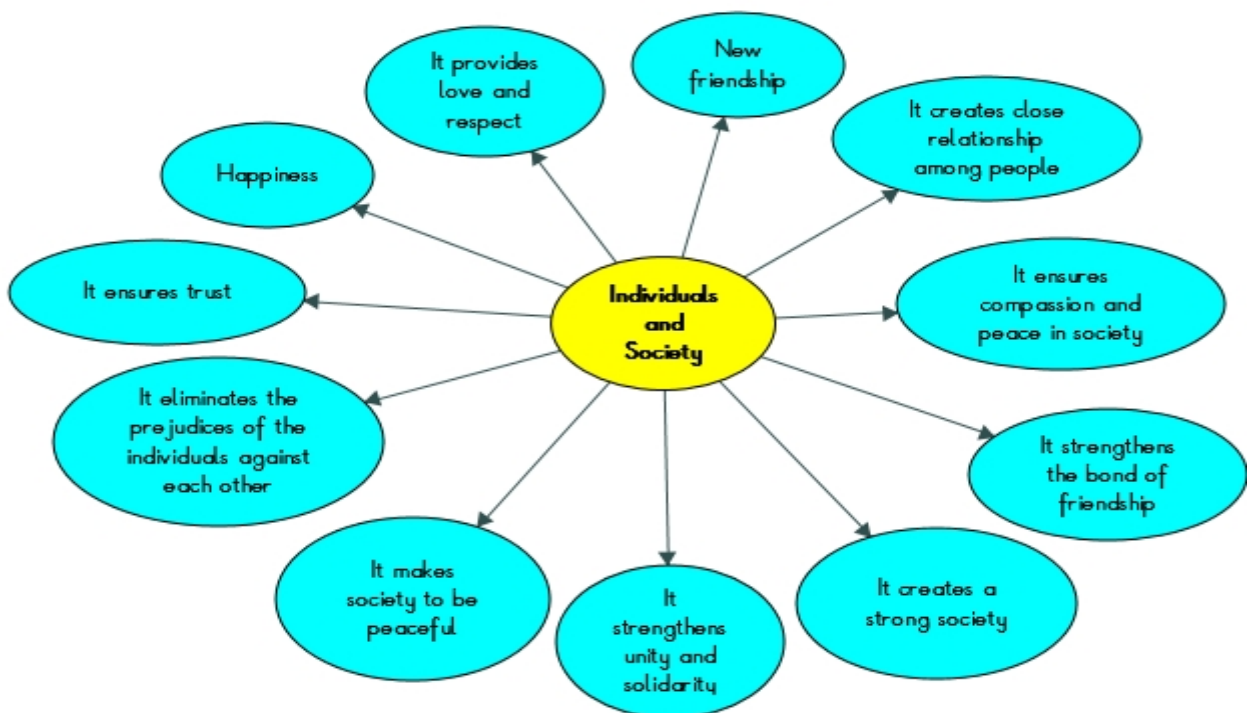 New
friendship
It provides
love and
respect
It creates close
relationship
among people
Happiness
It ensures
compassion and
peace in society
It ensures trust
Individuals
and
Society
It eliminates the
prejudices of the
individuals against
each other
It strengthens
the bond of
friendship
It makes
society to be
peaceful
It
strengthens
unity and
solidarity
It creates a
strong society